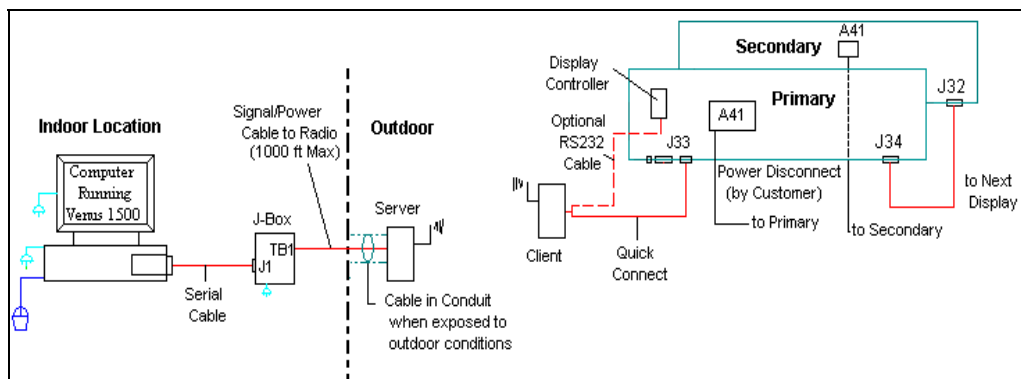 Indoor Location
Computer
Running
Venus 1500
Serial
Cable
J-Box
TB1
J1
Signal/Power
Cable to Radio
(1000 ft Max)
Outdoor
Server
Cable in Conduit
when exposed to
outdoor conditions
Display
Controller
Optional
RS232
Cable
Client
Quick
Connect
Secondary
A41
Primary
A41
J32
J33
J34
Power Disconnect
(by Customer)
to Primary
to Secondary
to Next
Display